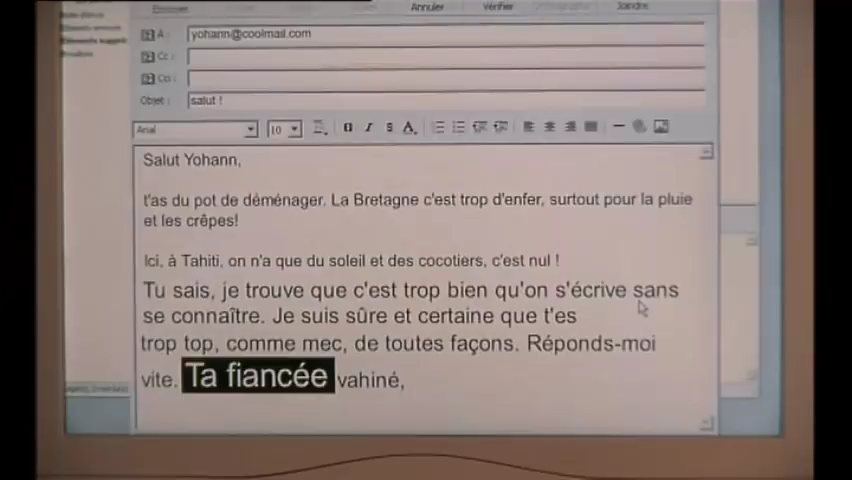 Annuler Vérifier Joindre
À : yohann@coolmail.com
Cc :
Cci :
Objet : salut !
Arial 10
Salut Yohann,
t'as du pot de déménager. La Bretagne c'est trop d'enfer, surtout pour la pluie
et les crêpes!
Ici, à Tahiti, on n'a que du soleil et des cocotiers, c'est nul !
Tu sais, je trouve que c'est trop bien qu'on s'écrive sans
se connaître. Je suis sûre et certaine que t'es
trop top, comme mec, de toutes façons. Réponds-moi
vite. Ta fiancée vahiné,